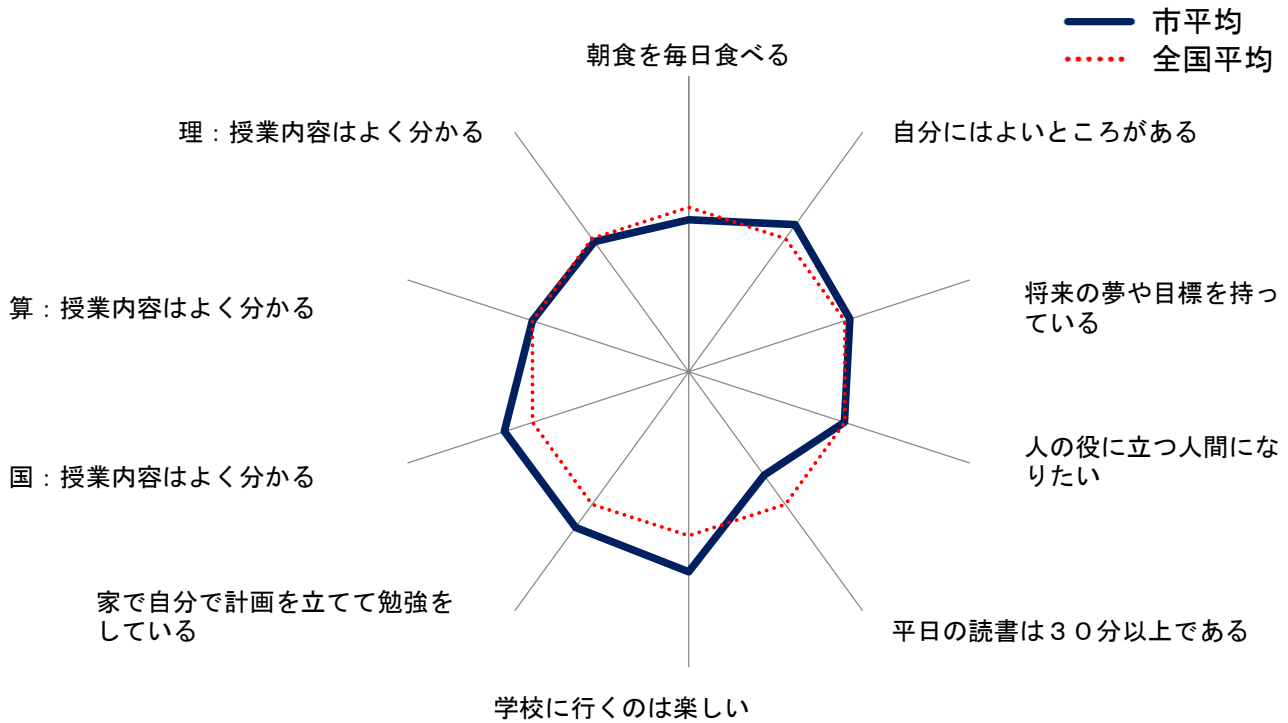 市平均
全国平均
朝食を毎日食べる
自分にはよいところがある
将来の夢や目標を持っ
ている
人の役に立つ人間にな
りたい
平日の読書は３０分以上である
学校に行くのは楽しい
家で自分で計画を立てて勉強を
している
国：授業内容はよく分かる
算：授業内容はよく分かる
理：授業内容はよく分かる